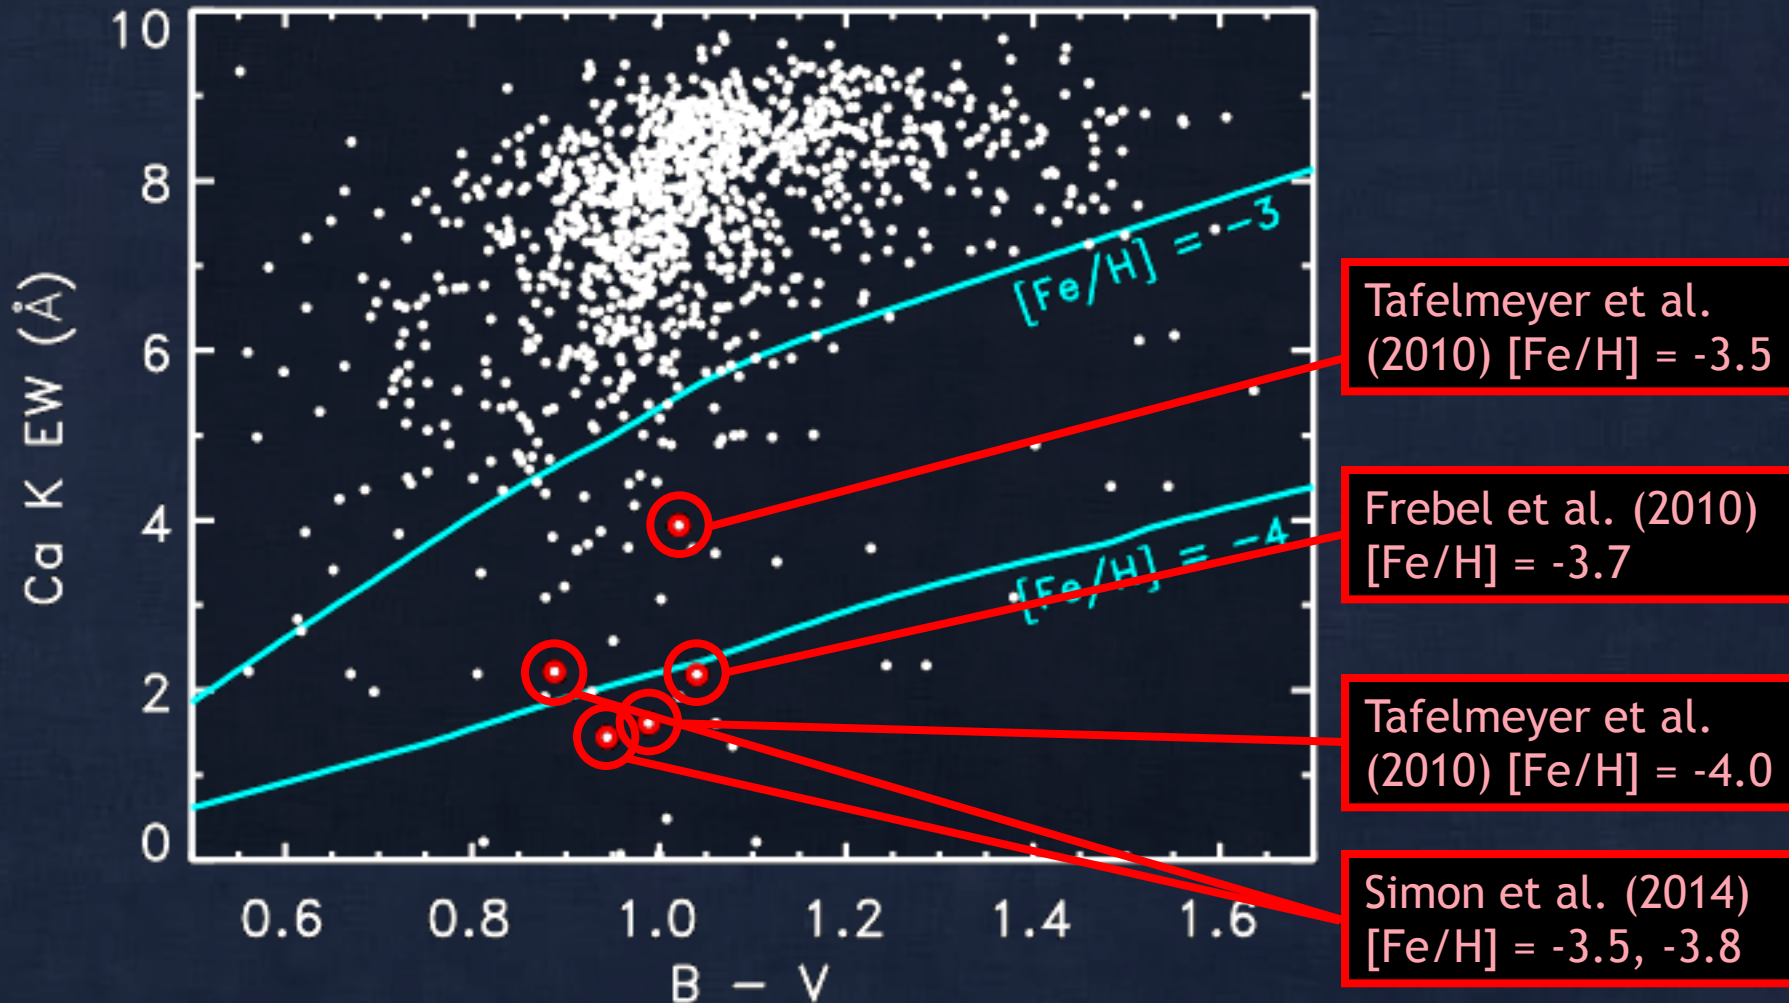 10
8
6
4
2
0
Ca K EW (Å)
0.6 0.8 1.0 1.2 1.4 1.6
B – V
[Fe/H] = -3
[Fe/H] = -4
Tafelmeyer et al.
(2010) [Fe/H] = -3.5
Frebel et al. (2010)
[Fe/H] = -3.7
Tafelmeyer et al.
(2010) [Fe/H] = -4.0
Simon et al. (2014)
[Fe/H] = -3.5, -3.8